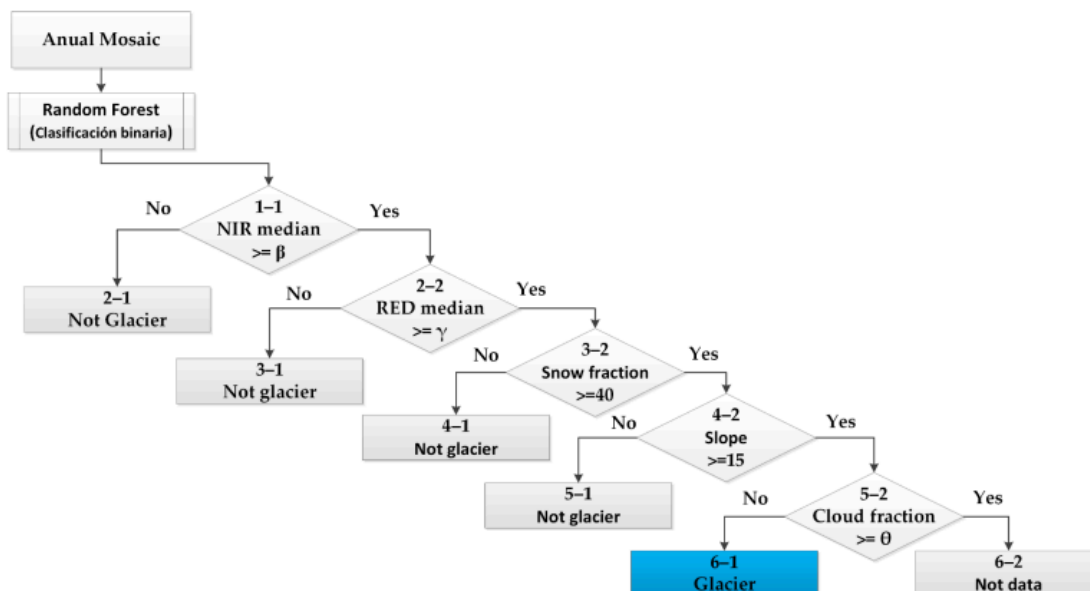 Anual Mosaic
Random Forest
(Clasificación binaria)
No
1–1
Yes
NIR median
>= β
2–1
Not Glacier
No
2–2
Yes
RED median
>= γ
3–1
Not glacier
No
3–2
Yes
Snow fraction
>=40
4–1
Not glacier
No
4–2
Yes
Slope
>=15
5–1
Not glacier
No
5–2
Yes
Cloud fraction
>= θ
6–1
Glacier
6–2
Not data